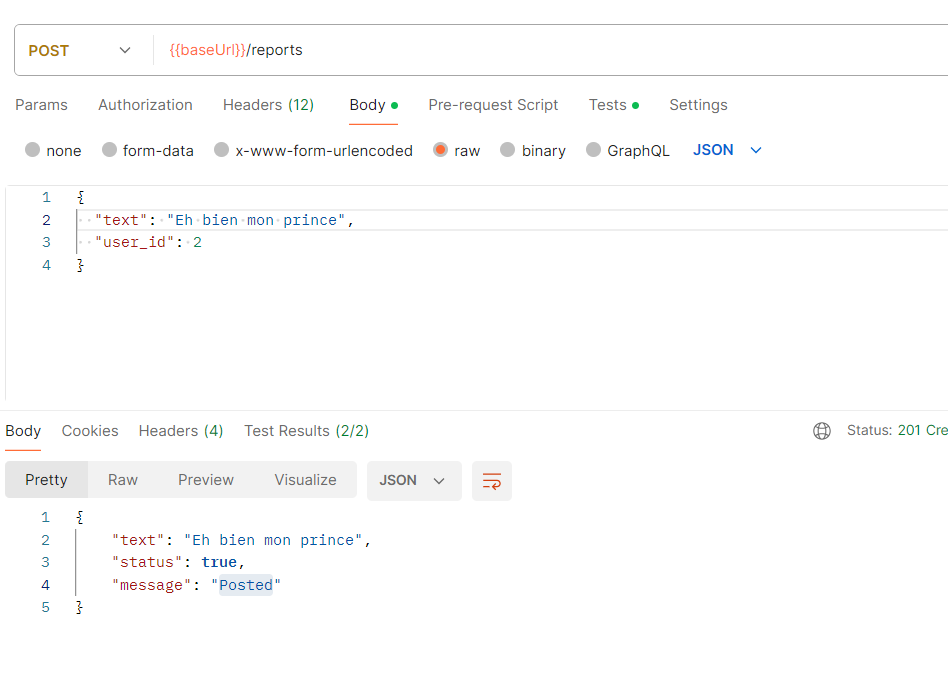 POST {{baseUrl}}/reports
Params Authorization Headers (12) Body Pre-request Script Tests Settings
none form-data x-www-form-urlencoded raw binary GraphQL JSON
1 {
2 "text": "Eh bien mon prince",
3 "user_id": 2
4 }
Body Cookies Headers (4) Test Results (2/2) Status: 201 Cre
Pretty Raw Preview Visualize JSON
1 {
2 "text": "Eh bien mon prince",
3 "status": true,
4 "message": "Posted"
5 }